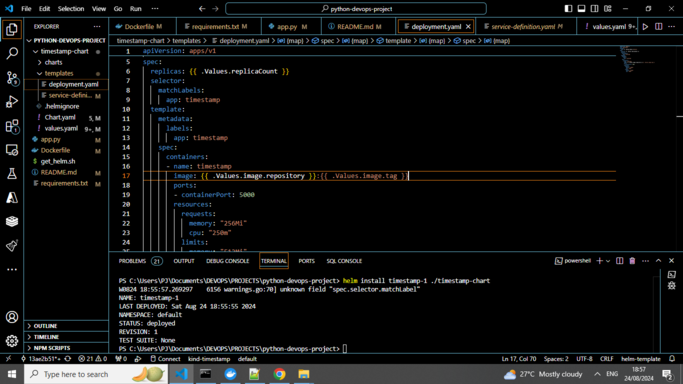 File Edit Selection View Go Run ...
python-devops-project
EXPLORER
PYTHON-DEVOPS-PROJECT
timestamp-chart
charts
templates
deployment.yaml
service-defini... M
.helmignore
Chart.yaml 5, M
values.yaml 9+, M
app.py M
Dockerfile M
get_helm.sh
README.md M
requirements.txt M
OUTLINE
TIMELINE
NPM SCRIPTS
Dockerfile M
requirements.txt M
app.py M
README.md M
deployment.yaml
service-definition.yaml M
values.yaml 9+, M
timestamp-chart > templates > deployment.yaml > {map} > spec > {map} > template > {map} > spec > {map}
1 apiVersion: apps/v1
5 spec:
6 replicas: {{ .Values.replicaCount }}
7 selector:
8 matchLabels:
9 app: timestamp
10 template:
11 metadata:
12 labels:
13 app: timestamp
14 spec:
15 containers:
16 - name: timestamp
17 image: {{ .Values.image.repository }}:{{ .Values.image.tag }}
18 ports:
19 - containerPort: 5000
20 resources:
21 requests:
22 memory: "256Mi"
23 cpu: "250m"
24 limits:
PROBLEMS 21 OUTPUT DEBUG CONSOLE TERMINAL PORTS SQL CONSOLE
powershell
PS C:\Users\PJ\Documents\DEVOPS\PROJECTS\python-devops-project> helm install timestamp-1 ./timestamp-chart
W0824 18:55:57.269297 6156 warnings.go:70] unknown field "spec.selector.matchLabel"
NAME: timestamp-1
LAST DEPLOYED: Sat Aug 24 18:55:55 2024
NAMESPACE: default
STATUS: deployed
REVISION: 1
TEST SUITE: None
PS C:\Users\PJ\Documents\DEVOPS\PROJECTS\python-devops-project>
13ae2b51*+ 21 0 0 Connect kind-timestamp default
Ln 17, Col 70 Spaces: 2 UTF-8 CRLF helm-template
Type here to search
27°C Mostly cloudy
ENG
18:57
24/08/2024